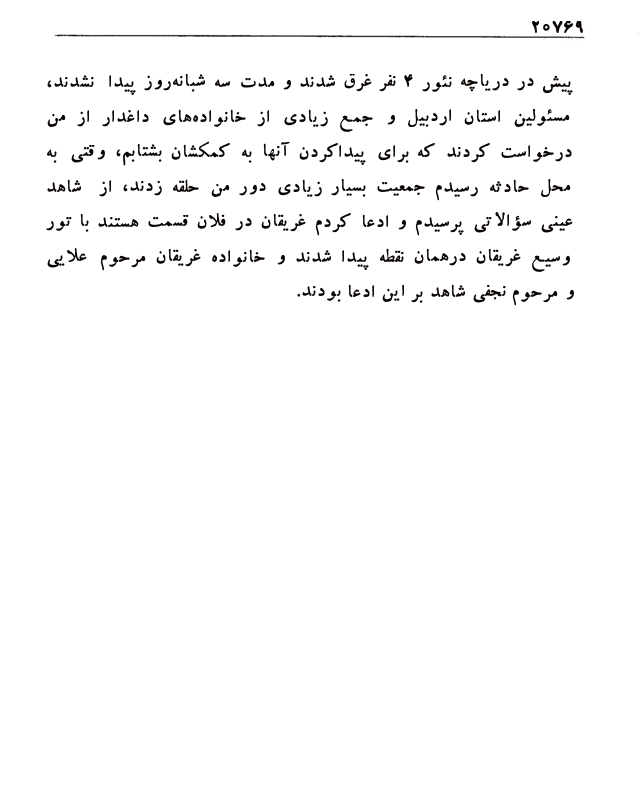 ۲۰۷۶۹
پیش در دریاچه نئور ۴ نفر غرق شدند و مدت سه شبانه‌روز پیدا نشدند،
مسئولین استان اردبیل و جمع زیادی از خانواده‌های داغدار از من
درخواست کردند که برای پیداکردن آنها به کمکشان بشتابم، وقتی به
محل حادثه رسیدم جمعیت بسیار زیادی دور من حلقه زدند، از شاهد
عینی سؤالاتی پرسیدم و ادعا کردم غریقان در فلان قسمت هستند با تور
وسیع غریقان درهمان نقطه پیدا شدند و خانواده غریقان مرحوم علایی
و مرحوم نجفی شاهد بر این ادعا بودند.